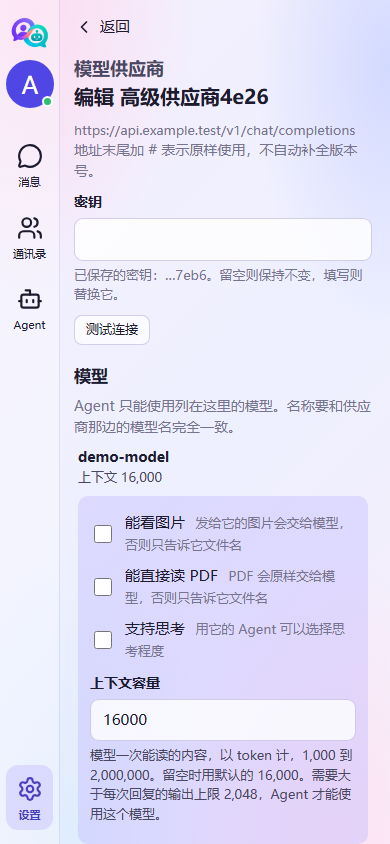 返回
A
消息
通讯录
Agent
设置
模型供应商
编辑 高级供应商4e26
https://api.example.test/v1/chat/completions
地址末尾加 # 表示原样使用，不自动补全版本
号。
密钥
已保存的密钥：…7eb6。留空则保持不变，填写则
替换它。
测试连接
模型
Agent 只能使用列在这里的模型。名称要和供应
商那边的模型名完全一致。
demo-model
上下文 16,000
能看图片 发给它的图片会交给模型，
否则只告诉它文件名
能直接读 PDF PDF 会原样交给模
型，否则只告诉它文件名
支持思考 用它的 Agent 可以选择思
考程度
上下文容量
16000
模型一次能读的内容，以 token 计，1,000 到
2,000,000。留空时用默认的 16,000。需要大
于每次回复的输出上限 2,048，Agent 才能使
用这个模型。